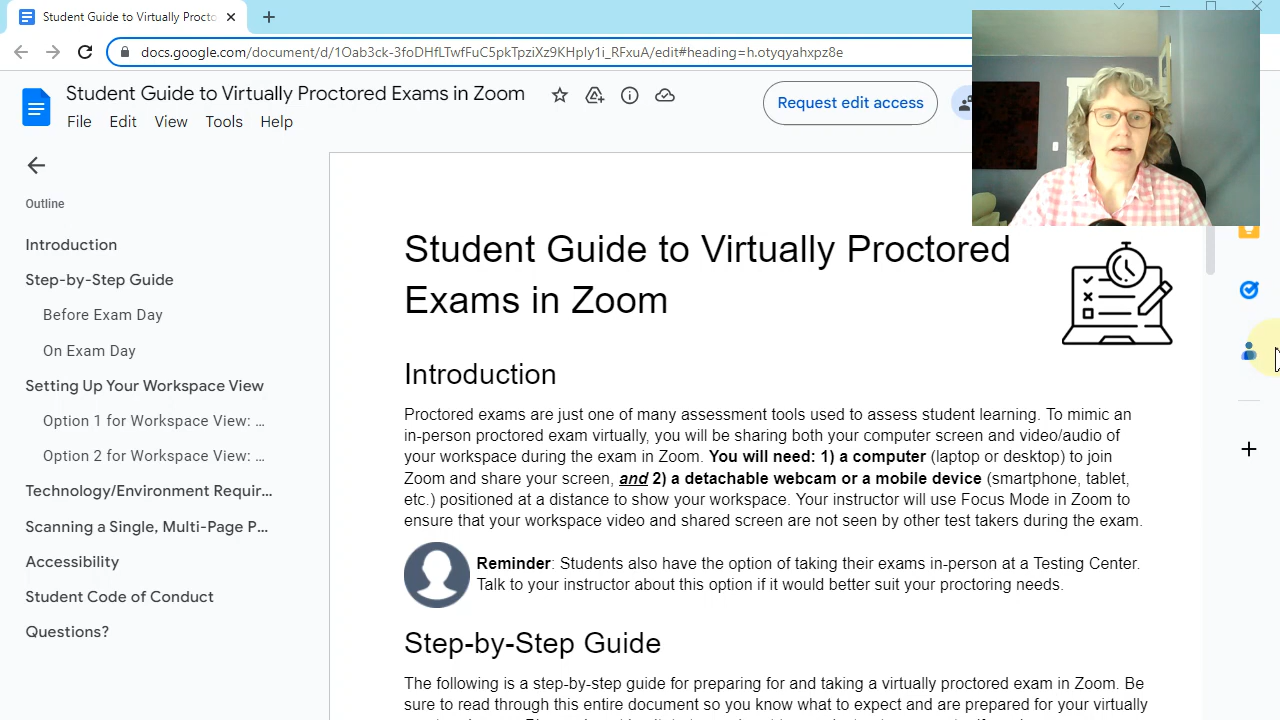 Student Guide to Virtually Procto
docs.google.com/document/d/1Oab3ck-3foDHfLTwfFuC5pkTpziXz9KHply1i_RFxuA/edit#heading=h.otyqyahxpz8e
Student Guide to Virtually Proctored Exams in Zoom
Request edit access
File Edit View Tools Help
Outline
Introduction
Step-by-Step Guide
Before Exam Day
On Exam Day
Setting Up Your Workspace View
Option 1 for Workspace View: ...
Option 2 for Workspace View: ...
Technology/Environment Requir...
Scanning a Single, Multi-Page P...
Accessibility
Student Code of Conduct
Questions?
Student Guide to Virtually Proctored
Exams in Zoom
Introduction
Proctored exams are just one of many assessment tools used to assess student learning. To mimic an
in-person proctored exam virtually, you will be sharing both your computer screen and video/audio of
your workspace during the exam in Zoom. You will need: 1) a computer (laptop or desktop) to join
Zoom and share your screen, and 2) a detachable webcam or a mobile device (smartphone, tablet,
etc.) positioned at a distance to show your workspace. Your instructor will use Focus Mode in Zoom to
ensure that your workspace video and shared screen are not seen by other test takers during the exam.
Reminder: Students also have the option of taking their exams in-person at a Testing Center.
Talk to your instructor about this option if it would better suit your proctoring needs.
Step-by-Step Guide
The following is a step-by-step guide for preparing for and taking a virtually proctored exam in Zoom. Be
sure to read through this entire document so you know what to expect and are prepared for your virtually